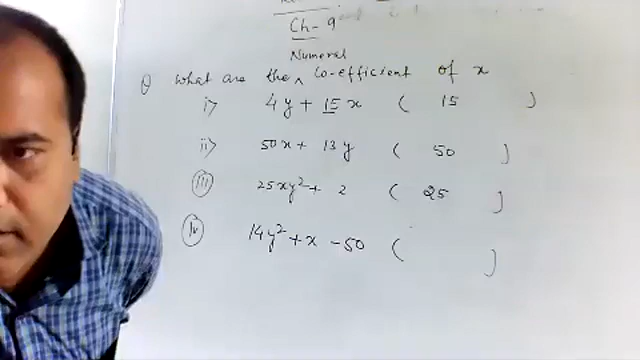 Ch-9
Numeral
Q what are the ^ co-efficient of x
i> 4y + 15x ( 15 )
ii> 50x + 13y ( 50 )
iii 25xy² + 2 ( 25 )
iv 14y² + x - 50 ( )